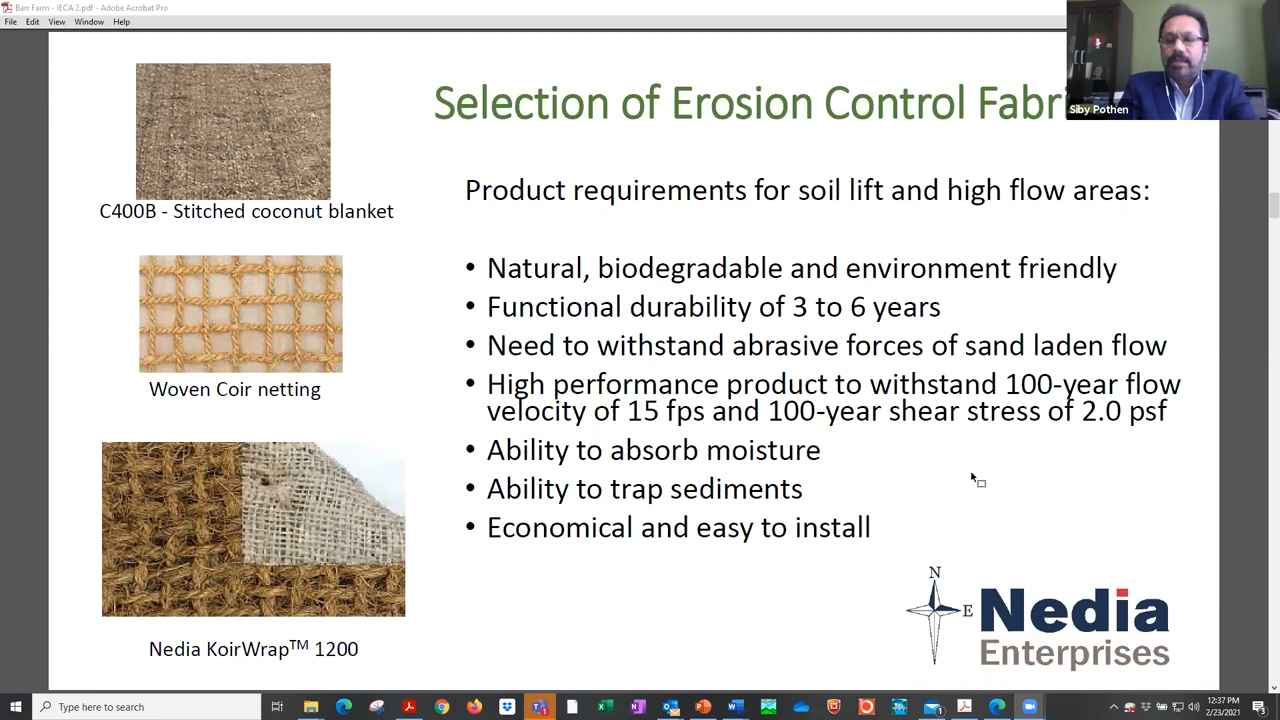 Barr Farm - IECA 2.pdf - Adobe Acrobat Pro
File Edit View Window Help
Siby Pothen
Selection of Erosion Control Fabri
C400B - Stitched coconut blanket
Woven Coir netting
Nedia KoirWrap™ 1200
Product requirements for soil lift and high flow areas:
• Natural, biodegradable and environment friendly
• Functional durability of 3 to 6 years
• Need to withstand abrasive forces of sand laden flow
• High performance product to withstand 100-year flow
velocity of 15 fps and 100-year shear stress of 2.0 psf
• Ability to absorb moisture
• Ability to trap sediments
• Economical and easy to install
N
E
Nedia
Enterprises
Type here to search
12:37 PM
2/23/2021